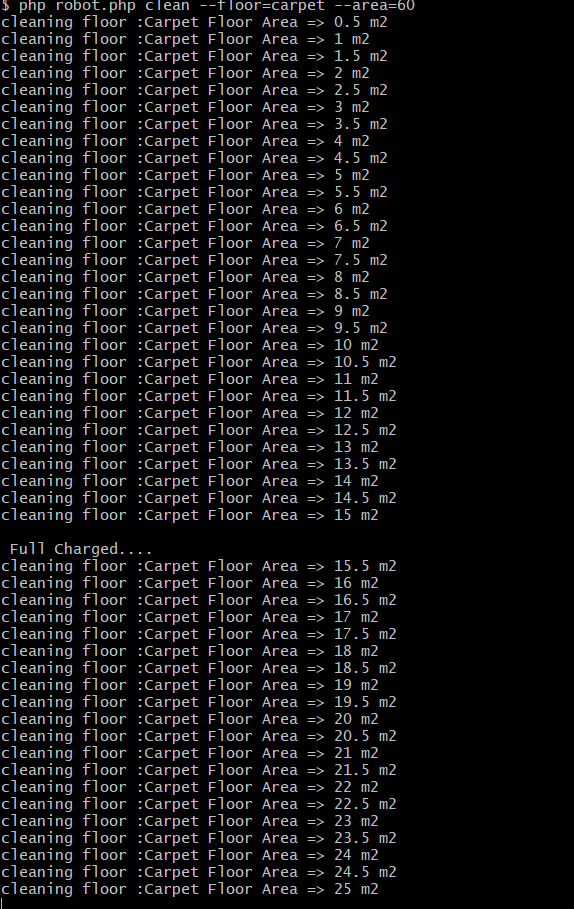 $ php robot.php clean --floor=carpet --area=60
cleaning floor :Carpet Floor Area => 0.5 m2
cleaning floor :Carpet Floor Area => 1 m2
cleaning floor :Carpet Floor Area => 1.5 m2
cleaning floor :Carpet Floor Area => 2 m2
cleaning floor :Carpet Floor Area => 2.5 m2
cleaning floor :Carpet Floor Area => 3 m2
cleaning floor :Carpet Floor Area => 3.5 m2
cleaning floor :Carpet Floor Area => 4 m2
cleaning floor :Carpet Floor Area => 4.5 m2
cleaning floor :Carpet Floor Area => 5 m2
cleaning floor :Carpet Floor Area => 5.5 m2
cleaning floor :Carpet Floor Area => 6 m2
cleaning floor :Carpet Floor Area => 6.5 m2
cleaning floor :Carpet Floor Area => 7 m2
cleaning floor :Carpet Floor Area => 7.5 m2
cleaning floor :Carpet Floor Area => 8 m2
cleaning floor :Carpet Floor Area => 8.5 m2
cleaning floor :Carpet Floor Area => 9 m2
cleaning floor :Carpet Floor Area => 9.5 m2
cleaning floor :Carpet Floor Area => 10 m2
cleaning floor :Carpet Floor Area => 10.5 m2
cleaning floor :Carpet Floor Area => 11 m2
cleaning floor :Carpet Floor Area => 11.5 m2
cleaning floor :Carpet Floor Area => 12 m2
cleaning floor :Carpet Floor Area => 12.5 m2
cleaning floor :Carpet Floor Area => 13 m2
cleaning floor :Carpet Floor Area => 13.5 m2
cleaning floor :Carpet Floor Area => 14 m2
cleaning floor :Carpet Floor Area => 14.5 m2
cleaning floor :Carpet Floor Area => 15 m2
Full Charged....
cleaning floor :Carpet Floor Area => 15.5 m2
cleaning floor :Carpet Floor Area => 16 m2
cleaning floor :Carpet Floor Area => 16.5 m2
cleaning floor :Carpet Floor Area => 17 m2
cleaning floor :Carpet Floor Area => 17.5 m2
cleaning floor :Carpet Floor Area => 18 m2
cleaning floor :Carpet Floor Area => 18.5 m2
cleaning floor :Carpet Floor Area => 19 m2
cleaning floor :Carpet Floor Area => 19.5 m2
cleaning floor :Carpet Floor Area => 20 m2
cleaning floor :Carpet Floor Area => 20.5 m2
cleaning floor :Carpet Floor Area => 21 m2
cleaning floor :Carpet Floor Area => 21.5 m2
cleaning floor :Carpet Floor Area => 22 m2
cleaning floor :Carpet Floor Area => 22.5 m2
cleaning floor :Carpet Floor Area => 23 m2
cleaning floor :Carpet Floor Area => 23.5 m2
cleaning floor :Carpet Floor Area => 24 m2
cleaning floor :Carpet Floor Area => 24.5 m2
cleaning floor :Carpet Floor Area => 25 m2